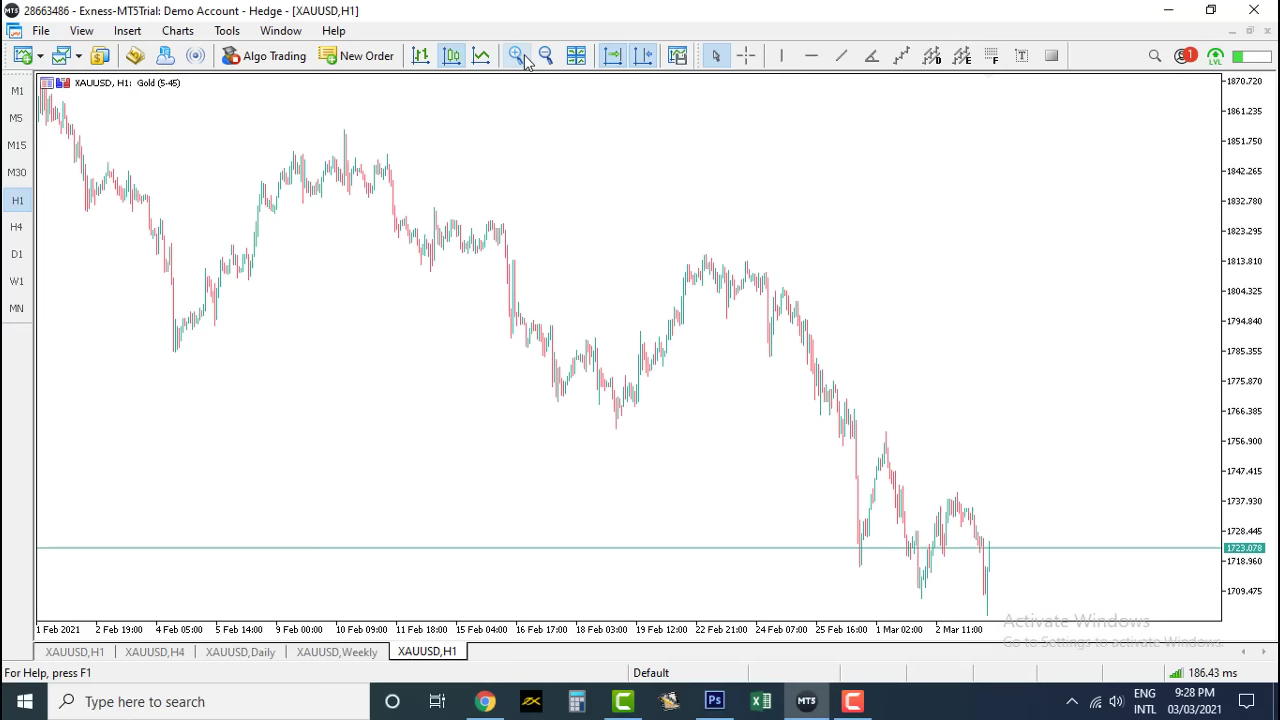 28663486 - Exness-MT5Trial: Demo Account - Hedge - [XAUUSD,H1]
File View Insert Charts Tools Window Help
Algo Trading New Order 1 LVL
XAUUSD, H1: Gold (5-45)
M1
M5
M15
M30
H1
H4
D1
W1
MN
1870.720
1861.235
1851.750
1842.265
1832.780
1823.295
1813.810
1804.325
1794.840
1785.355
1775.870
1766.385
1756.900
1747.415
1737.930
1728.445
1723.078
1718.960
1709.475
1 Feb 2021 2 Feb 19:00 4 Feb 05:00 5 Feb 14:00 9 Feb 00:00 10 Feb 09:00 11 Feb 18:00 15 Feb 04:00 16 Feb 17:00 18 Feb 03:00 19 Feb 12:00 22 Feb 21:00 24 Feb 07:00 25 Feb 16:00 1 Mar 02:00 2 Mar 11:00
Activate Windows
Go to Settings to activate Windows.
XAUUSD,H1 XAUUSD,H4 XAUUSD,Daily XAUUSD,Weekly XAUUSD,H1
For Help, press F1 Default 186.43 ms
Type here to search Ps MT5 ENG INTL 9:28 PM 03/03/2021